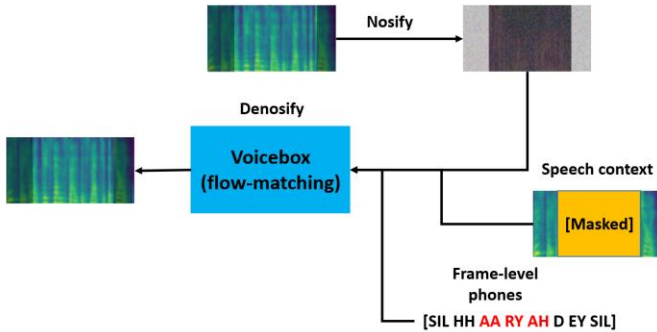 Nosify
Denosify
Voicebox
(flow-matching)
Speech context
[Masked]
Frame-level
phones
[SIL HH AA RY AH D EY SIL]